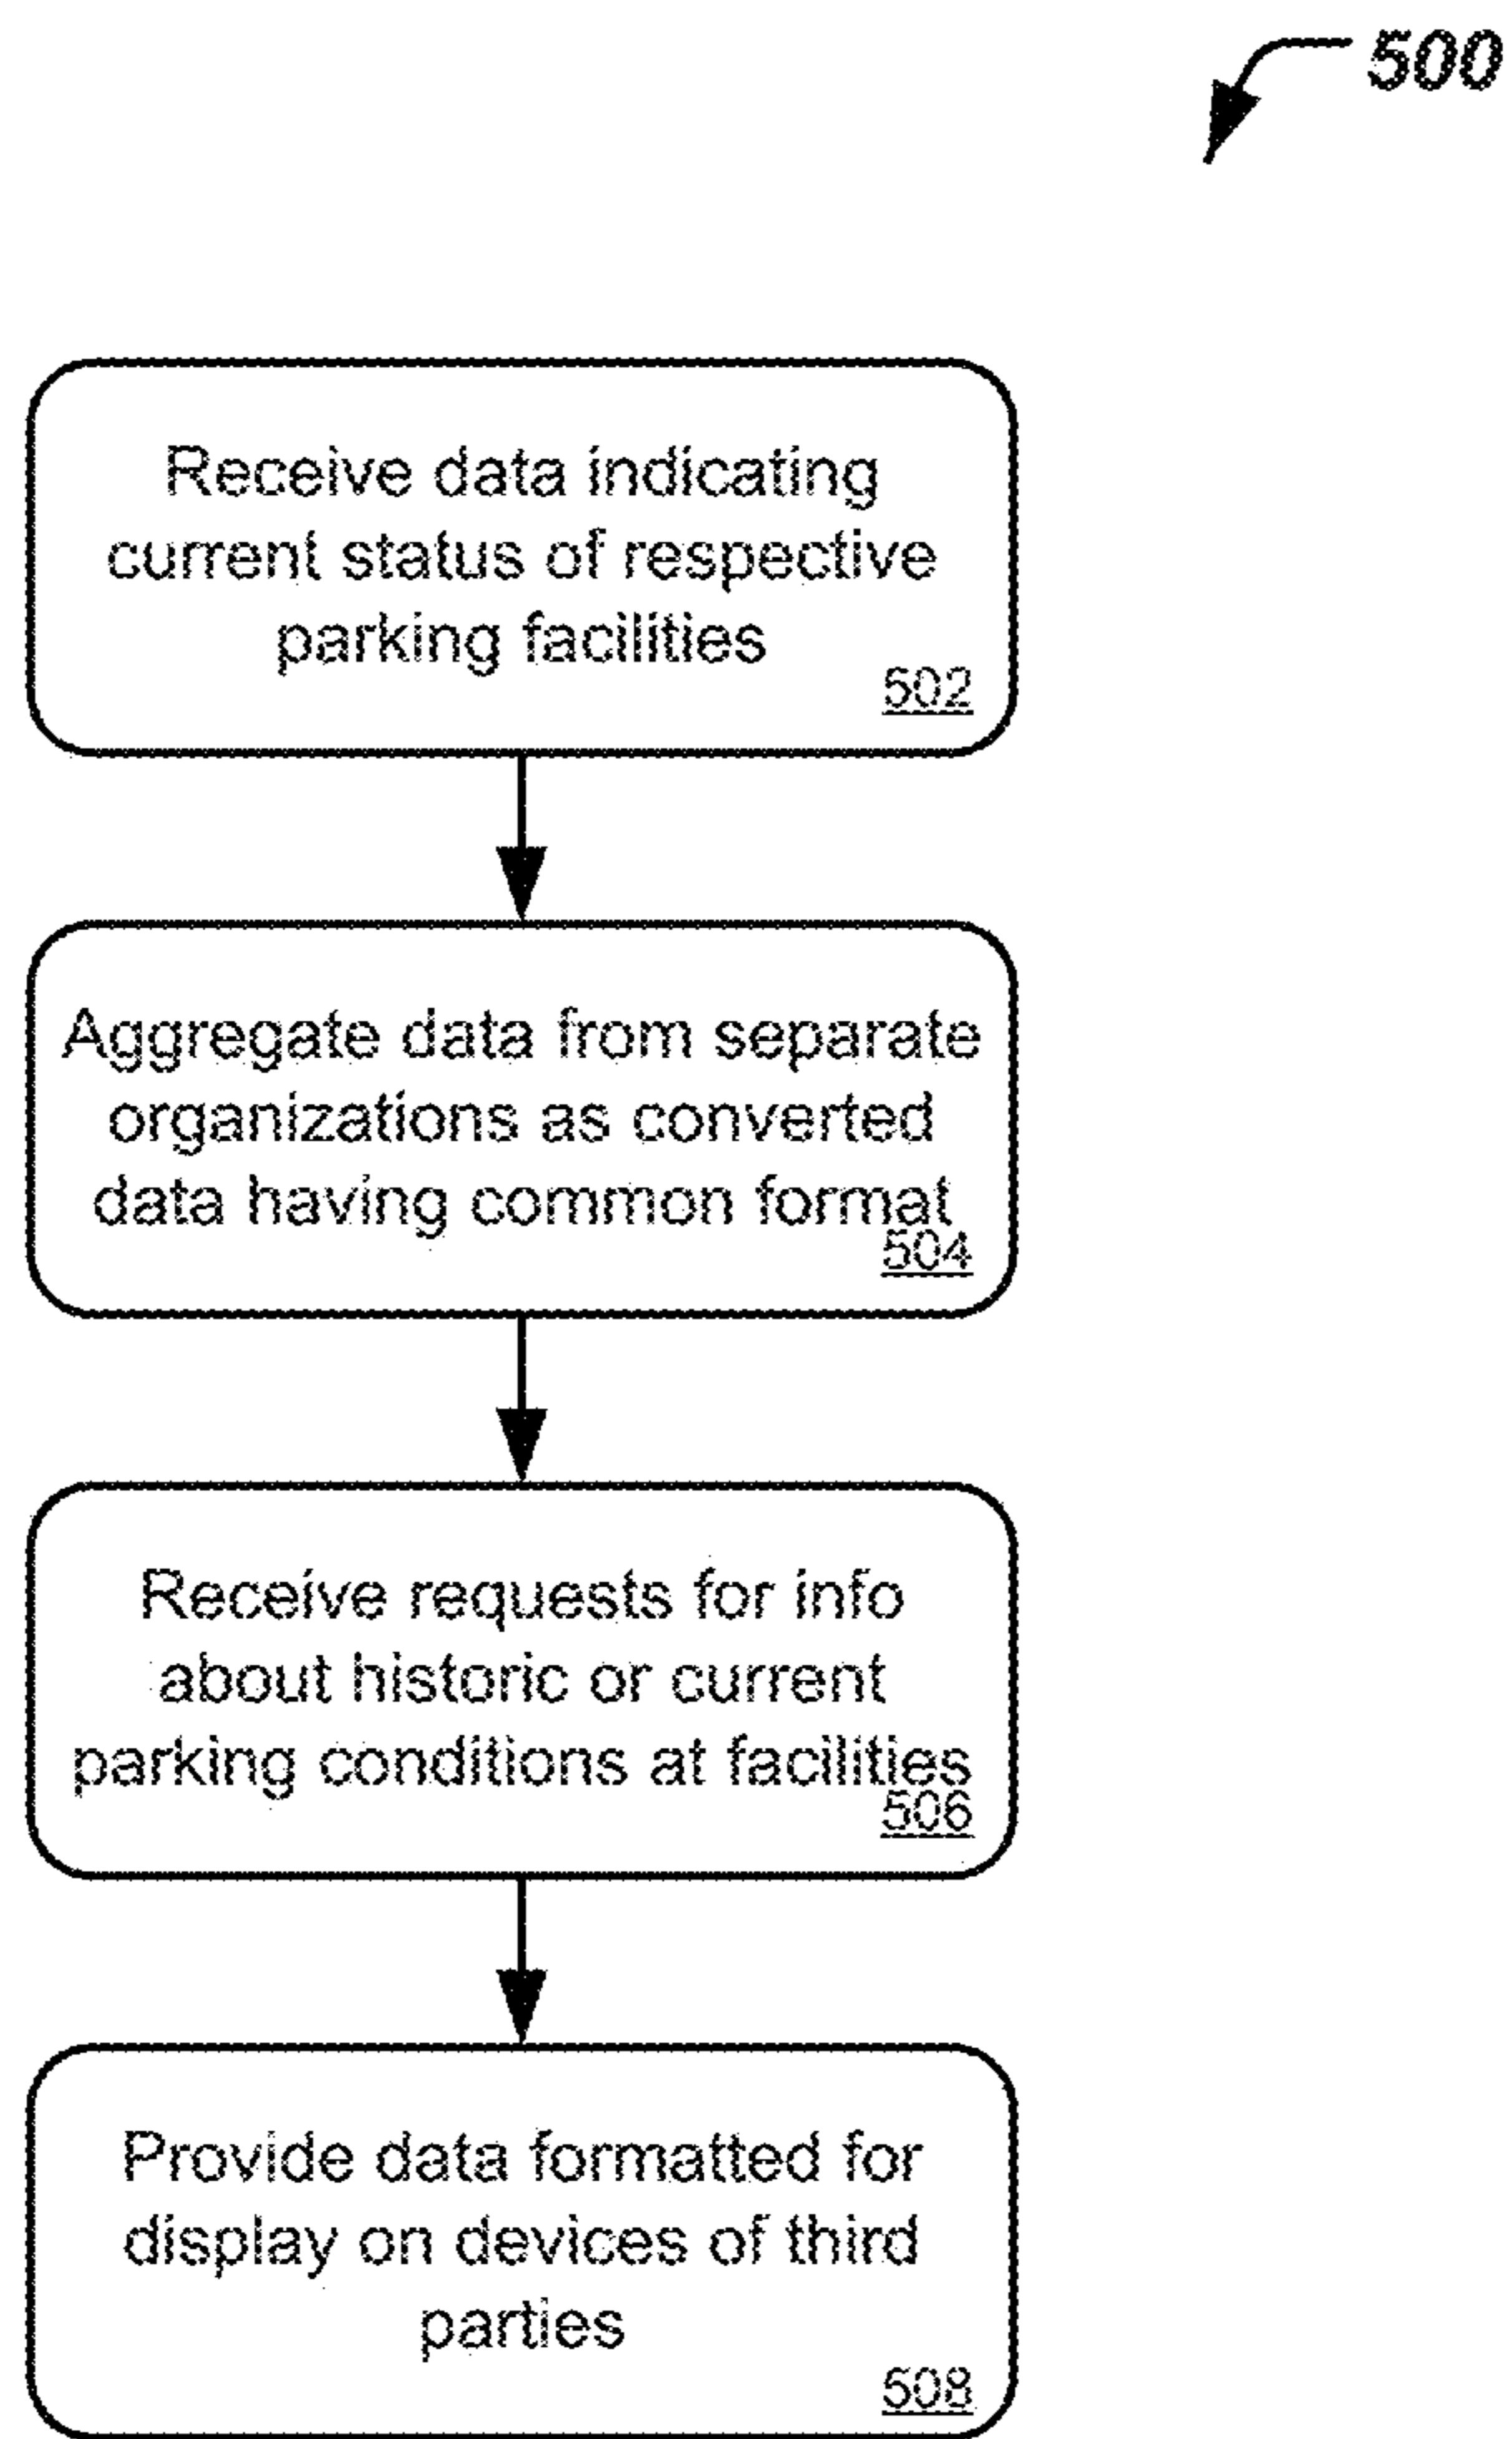 500
Receive data indicating
current status of respective
parking facilities
502
Aggregate data from separate
organizations as converted
data having common format
504
Receive requests for info
about historic or current
parking conditions at facilities
506
Provide data formatted for
display on devices of third
parties
508